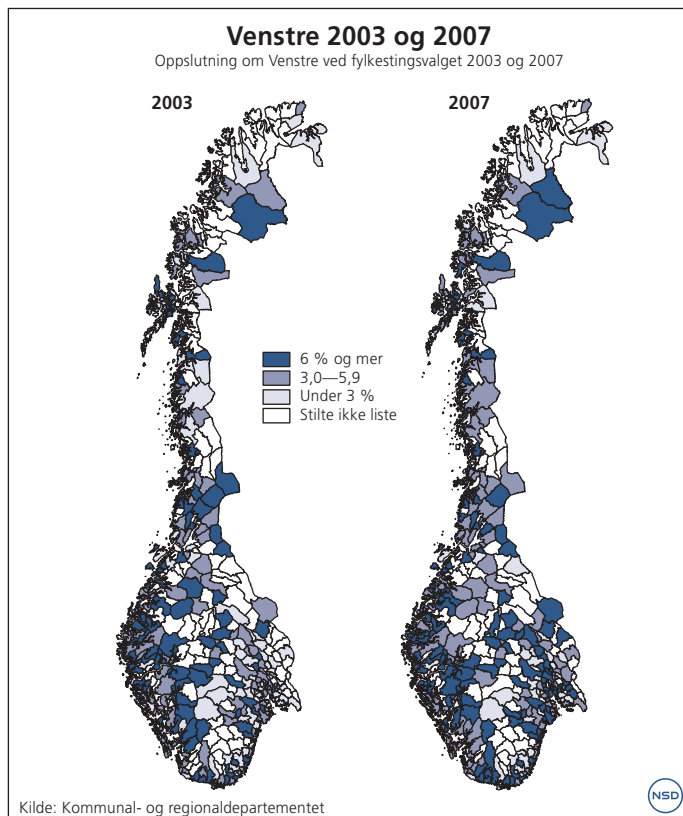 Venstre 2003 og 2007
Oppslutning om Venstre ved fylkestingsvalget 2003 og 2007
2003
2007
6 % og mer
3,0—5,9
Under 3 %
Stilte ikke liste
Kilde: Kommunal- og regionaldepartementet
NSD